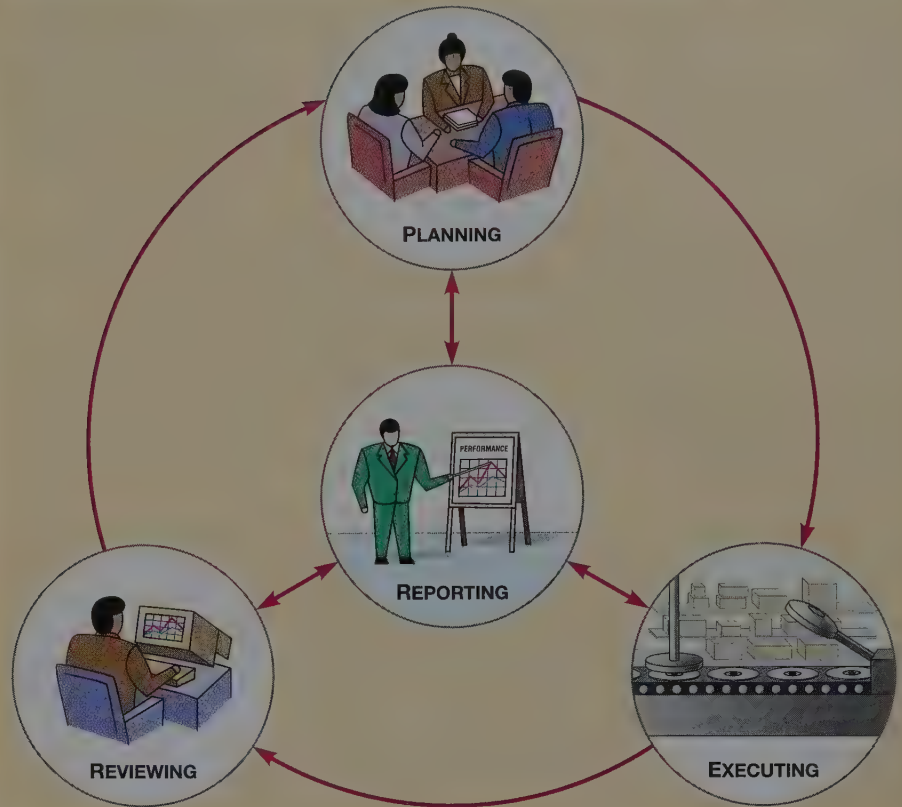 PLANNING
PERFORMANCE
REPORTING
REVIEWING
EXECUTING